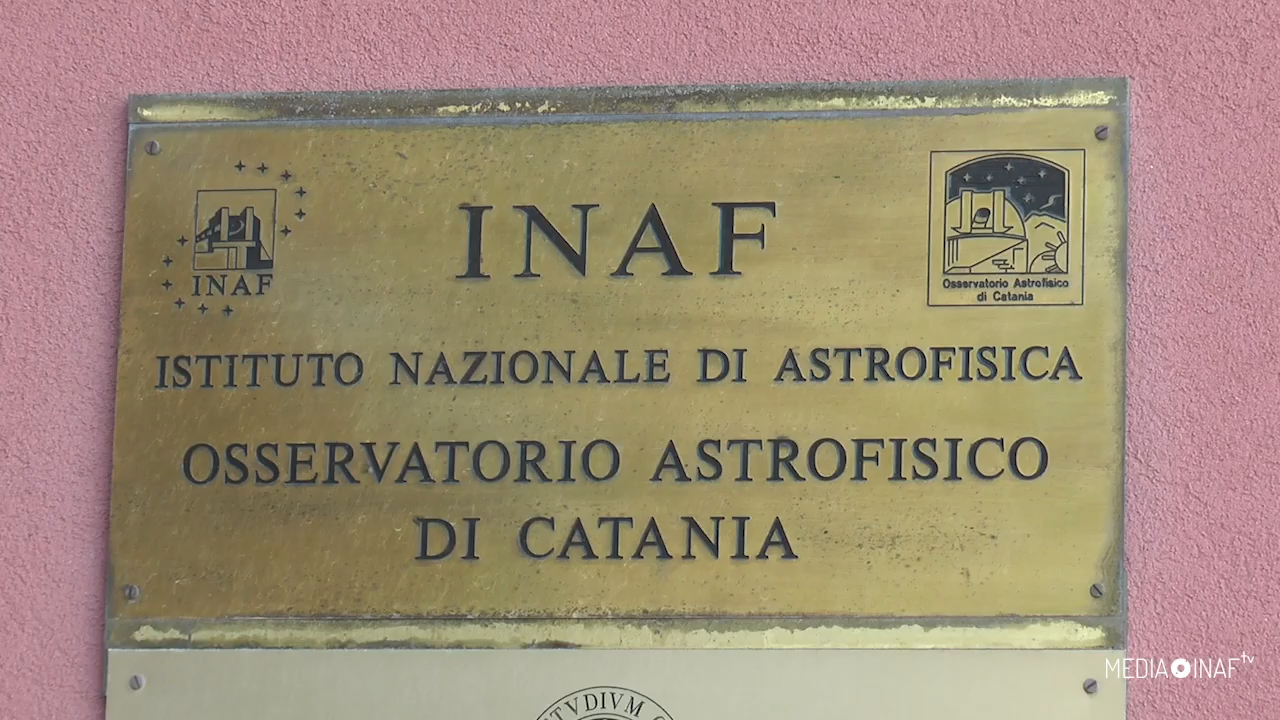 INAF
INAF
Osservatorio Astrofisico
di Catania
ISTITUTO NAZIONALE DI ASTROFISICA
OSSERVATORIO ASTROFISICO
DI CATANIA
MEDIA INAF tv